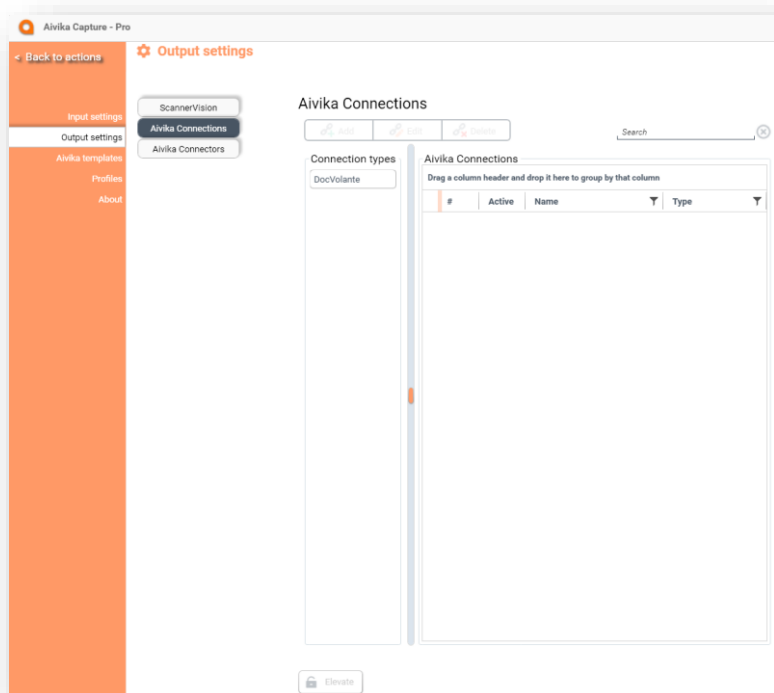 Aivika Capture - Pro
< Back to actions
Output settings
Input settings
Output settings
Aivika templates
Profiles
About
ScannerVision
Aivika Connections
Aivika Connectors
Aivika Connections
Add
Edit
Delete
Search
Connection types
DocVolante
Aivika Connections
Drag a column header and drop it here to group by that column
# Active Name Type
Elevate